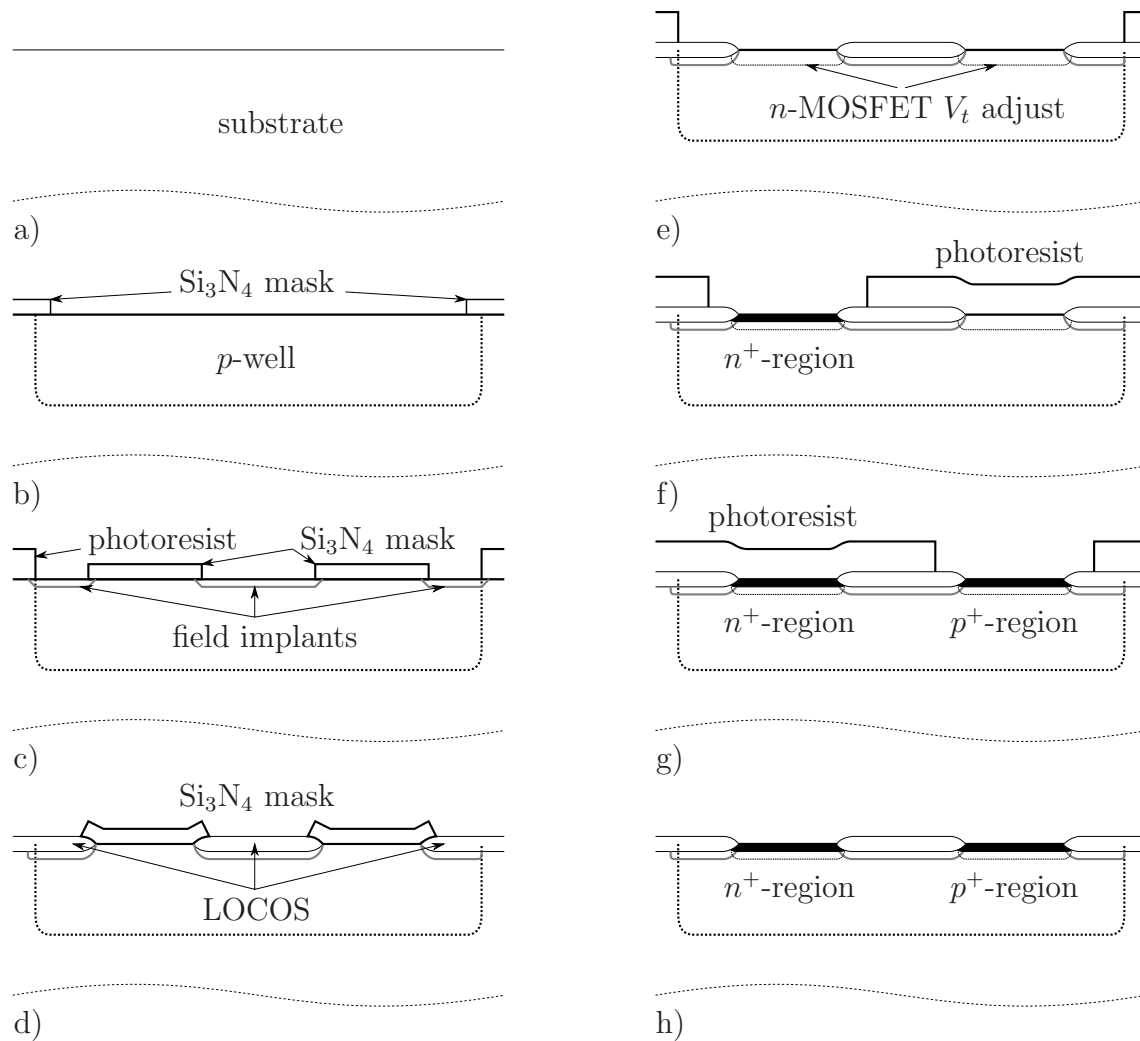 substrate
a)
Si₃N₄ mask
p-well
b)
photoresist
Si₃N₄ mask
field implants
c)
Si₃N₄ mask
LOCOS
d)
n-MOSFET Vₜ adjust
e)
photoresist
n⁺-region
f)
photoresist
n⁺-region
p⁺-region
g)
n⁺-region
p⁺-region
h)